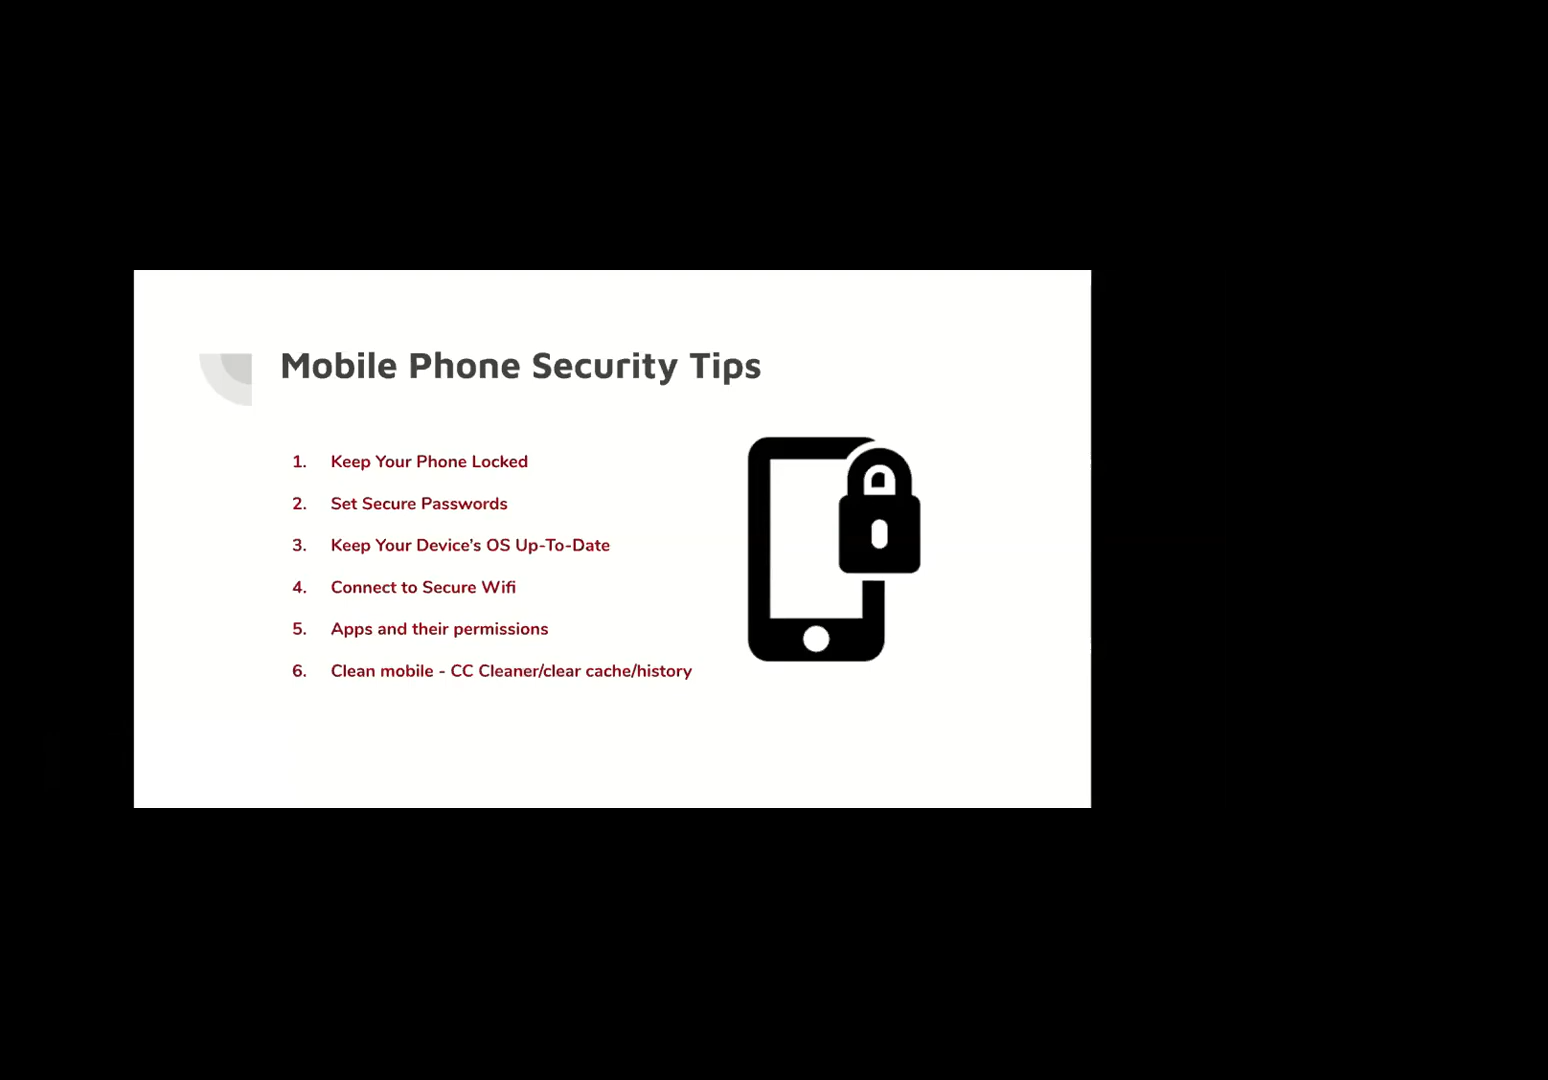 Mobile Phone Security Tips
1. Keep Your Phone Locked
2. Set Secure Passwords
3. Keep Your Device's OS Up-To-Date
4. Connect to Secure Wifi
5. Apps and their permissions
6. Clean mobile - CC Cleaner/clear cache/history